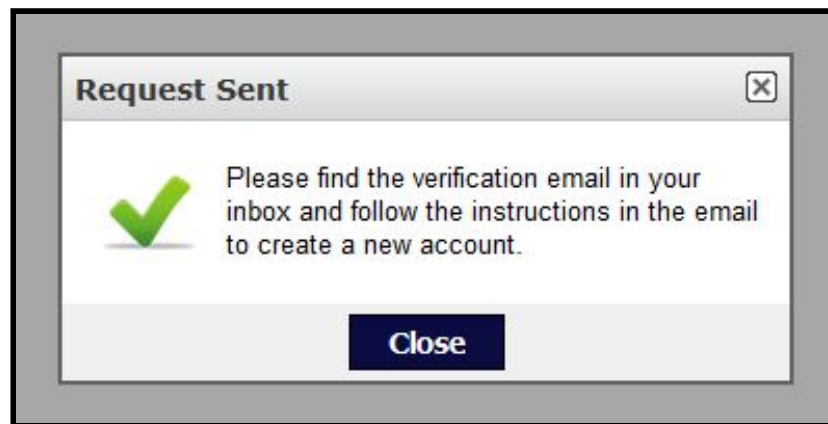 Request Sent
Please find the verification email in your
inbox and follow the instructions in the email
to create a new account.
Close